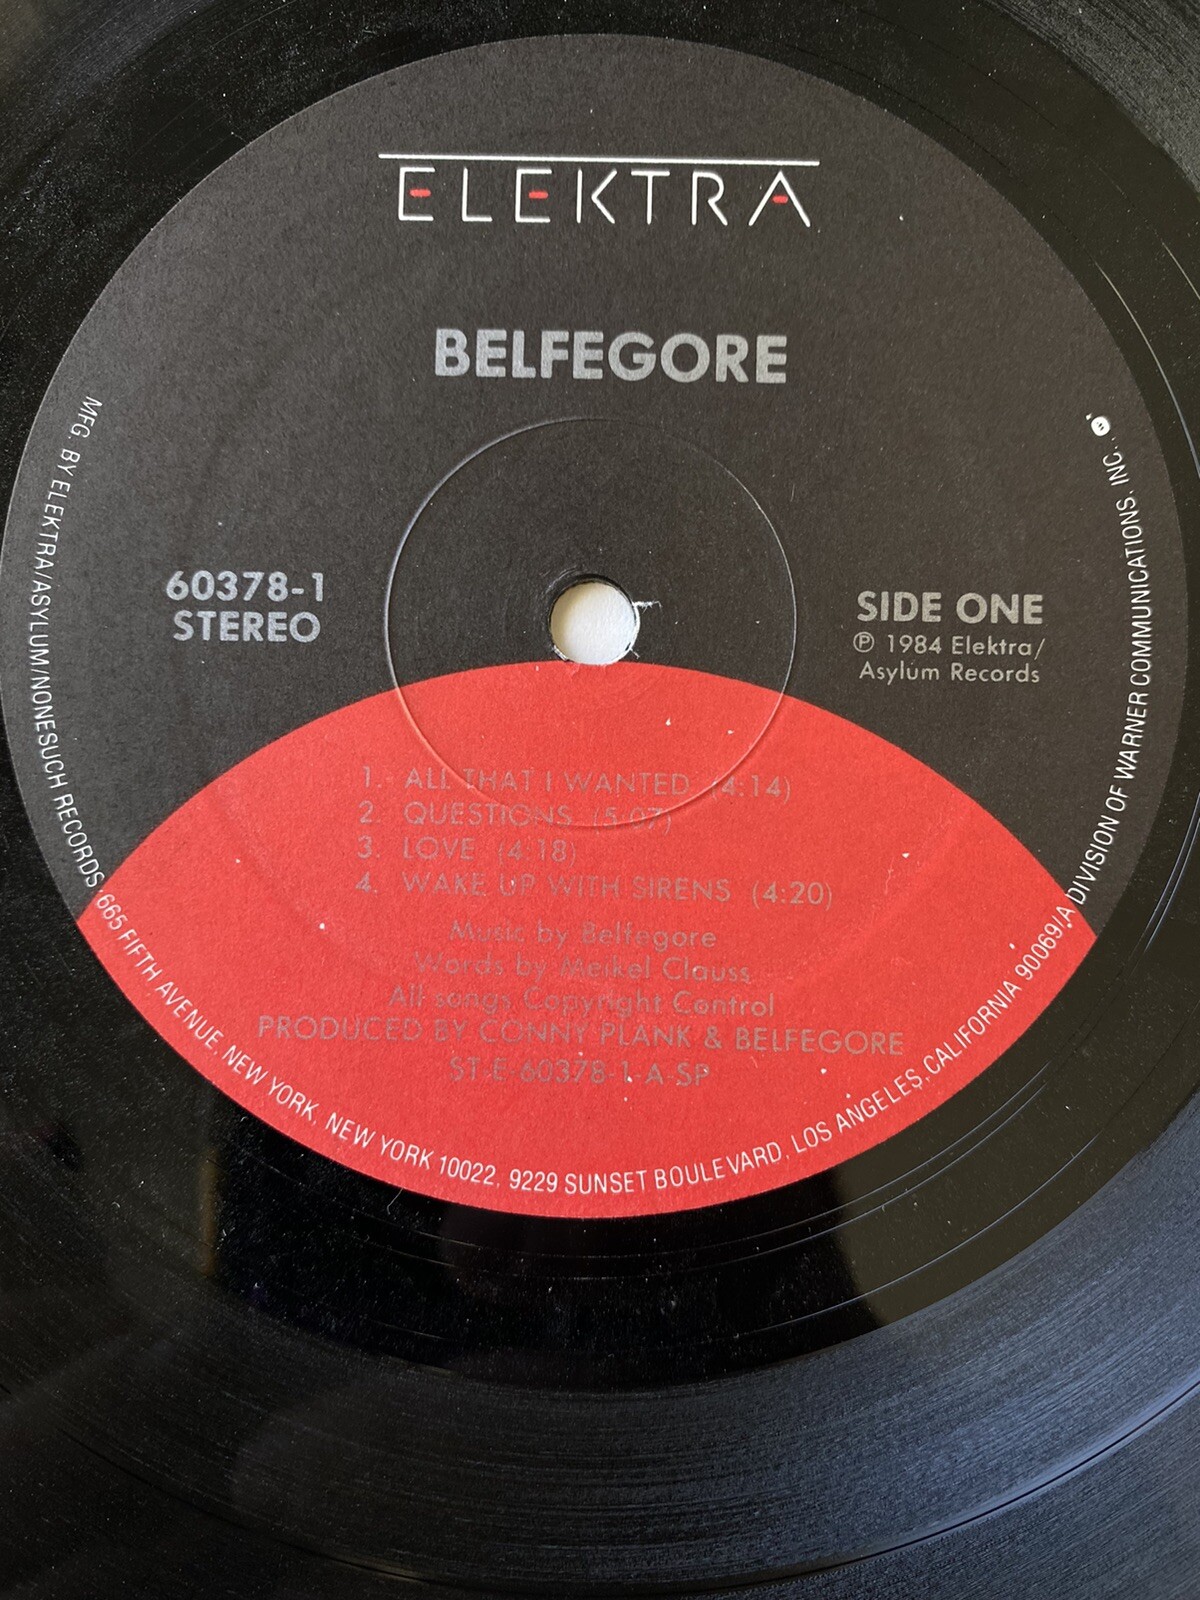 ELEKTRA
BELFEGORE
60378-1
STEREO
SIDE ONE
℗ 1984 Elektra/
Asylum Records
1. ALL THAT I WANTED (4:14)
2. QUESTIONS (5:07)
3. LOVE (4:18)
4. WAKE UP WITH SIRENS (4:20)
Music by Belfegore
Words by Meikel Clauss
All songs Copyright Control
PRODUCED BY CONNY PLANK & BELFEGORE
ST-E-60378-1-A-SP
MFG. BY ELEKTRA/ASYLUM/NONESUCH RECORDS, 665 FIFTH AVENUE, NEW YORK, NEW YORK 10022. 9229 SUNSET BOULEVARD, LOS ANGELES, CALIFORNIA 90069/A DIVISION OF WARNER COMMUNICATIONS, INC.